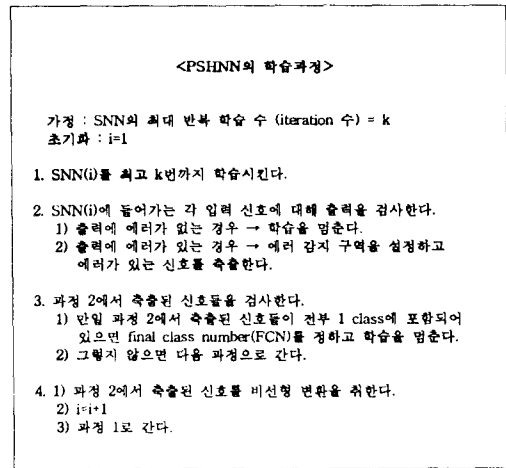 <PSHNN의 학습과정>
가정 : SNN의 최대 반복 학습 수 (iteration 수) = k
초기화 : i=1
1. SNN(i)를 최고 k번까지 학습시킨다.
2. SNN(i)에 들어가는 각 입력 신호에 대해 출력을 검사한다.
1) 출력에 에러가 없는 경우 → 학습을 멈춘다.
2) 출력에 에러가 있는 경우 → 에러 감지 구역을 설정하고
에러가 있는 신호를 축출한다.
3. 과정 2에서 축출된 신호들을 검사한다.
1) 만일 과정 2에서 축출된 신호들이 전부 1 class에 포함되어
있으면 final class number(FCN)를 정하고 학습을 멈춘다.
2) 그렇지 않으면 다음 과정으로 간다.
4. 1) 과정 2에서 축출된 신호를 비선형 변환을 취한다.
2) i=i+1
3) 과정 1로 간다.